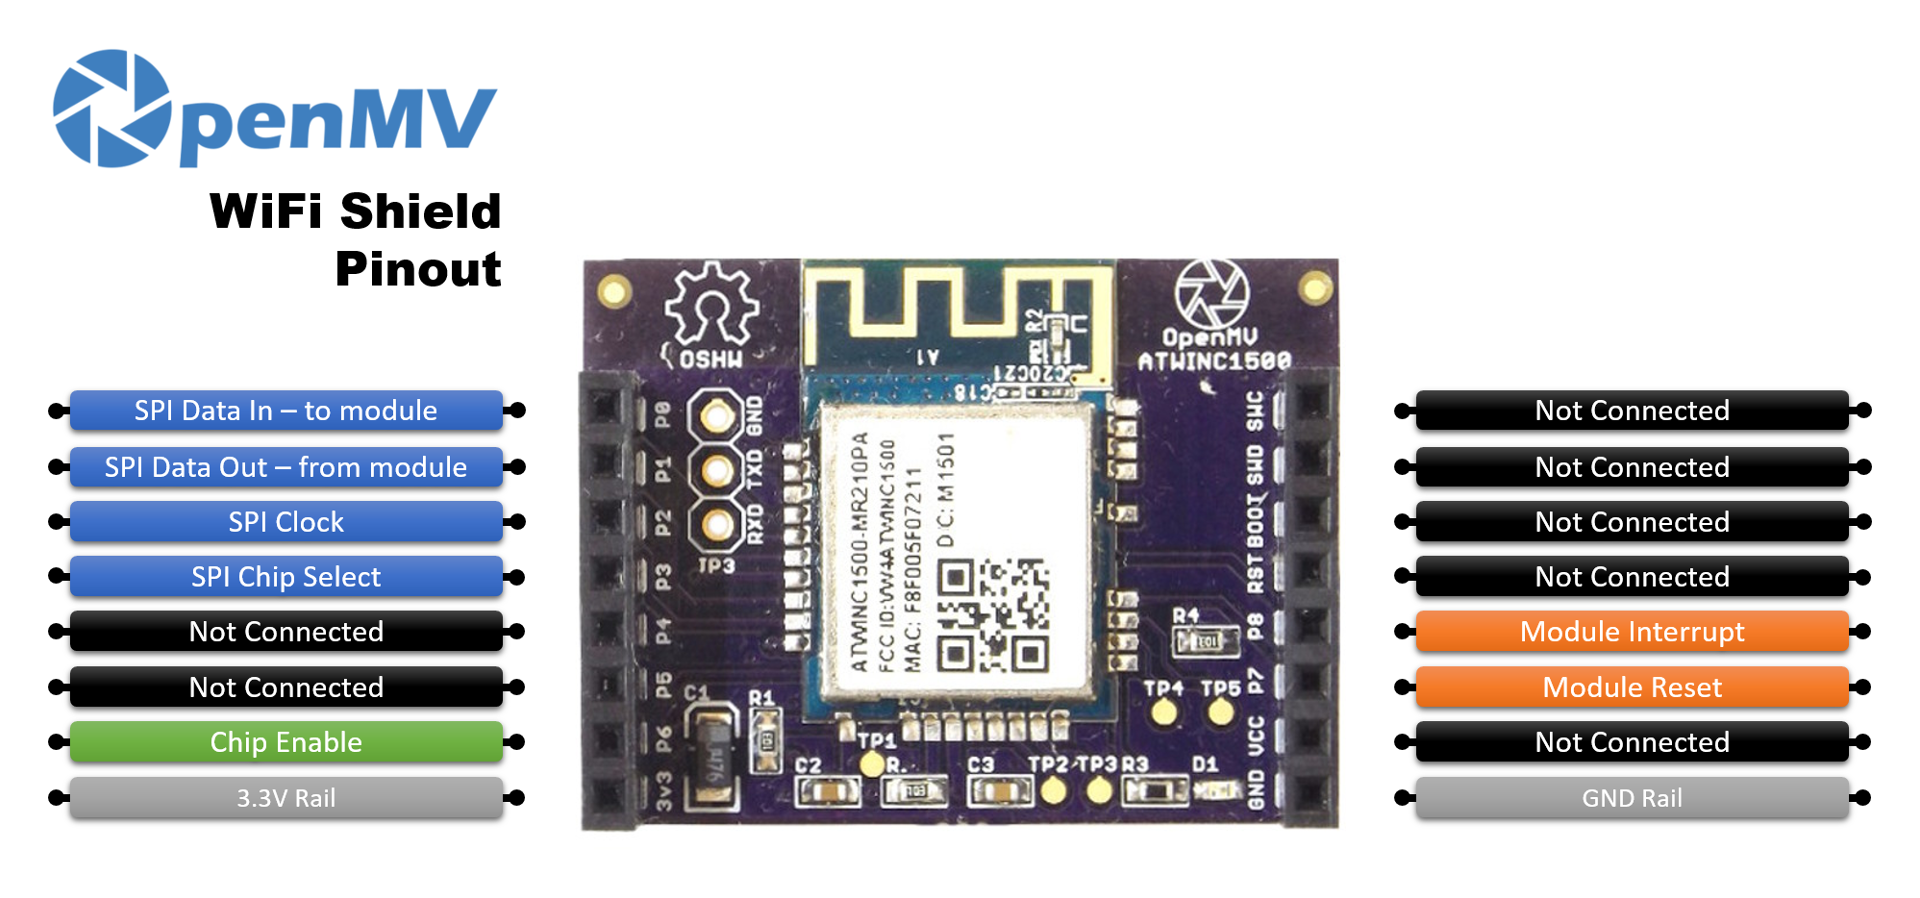 OpenMV
WiFi Shield
Pinout
SPI Data In – to module
SPI Data Out – from module
SPI Clock
SPI Chip Select
Not Connected
Not Connected
Chip Enable
3.3V Rail
OSHW
P0
P1
P2
P3
P4
P5
P6
3v3
GND
TXD
RXD
C1
R1
C2
TP1
C3
TP2
TP3
R3
D1
A1
R2
C20C21
C18
ATWINC1500-MR210PA
MAC: F8F005F07211
D/C: M1501
OpenMV
ATWINC1500
R4
TP4
TP5
SWC
SWD
BOOT
RST
P8
P7
VCC
GND
Not Connected
Not Connected
Not Connected
Not Connected
Module Interrupt
Module Reset
Not Connected
GND Rail